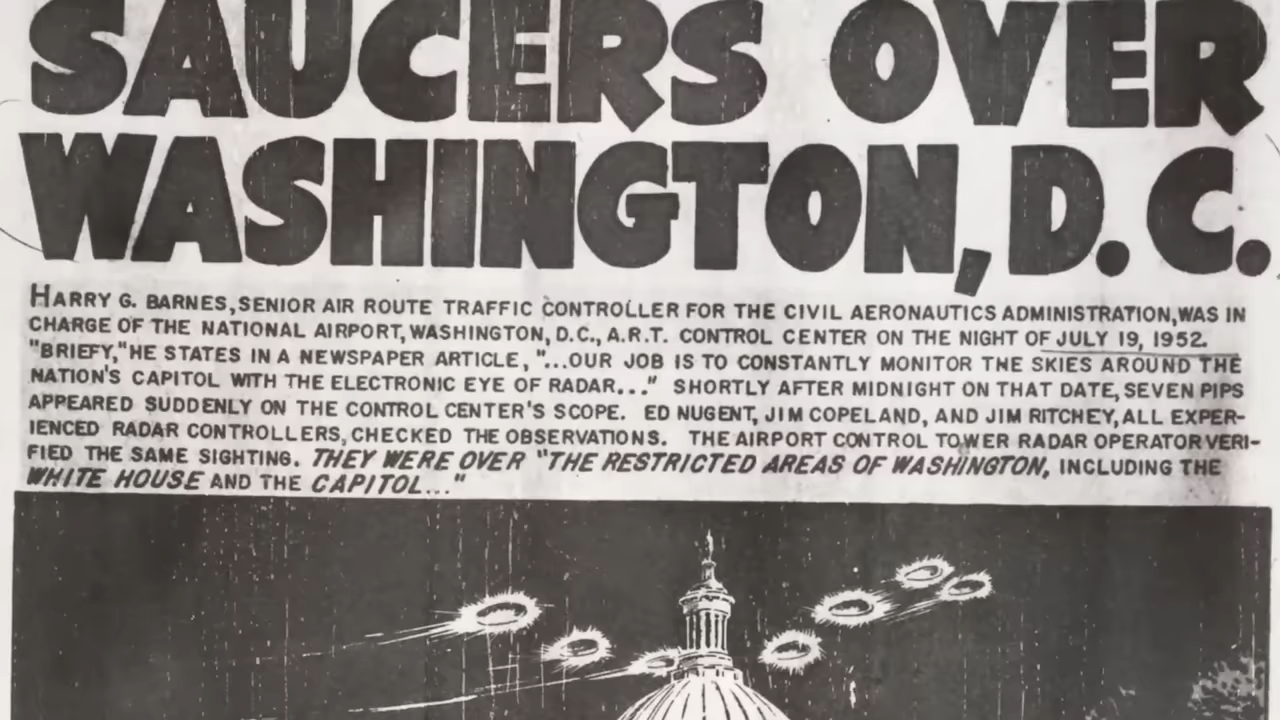 SAUCERS OVER
WASHINGTON, D.C.
HARRY G. BARNES, SENIOR AIR ROUTE TRAFFIC CONTROLLER FOR THE CIVIL AERONAUTICS ADMINISTRATION, WAS IN
CHARGE OF THE NATIONAL AIRPORT, WASHINGTON, D.C., A.R.T. CONTROL CENTER ON THE NIGHT OF JULY 19, 1952.
"BRIEFY," HE STATES IN A NEWSPAPER ARTICLE, "...OUR JOB IS TO CONSTANTLY MONITOR THE SKIES AROUND THE
NATION'S CAPITOL WITH THE ELECTRONIC EYE OF RADAR..." SHORTLY AFTER MIDNIGHT ON THAT DATE, SEVEN PIPS
APPEARED SUDDENLY ON THE CONTROL CENTER'S SCOPE. ED NUGENT, JIM COPELAND, AND JIM RITCHEY, ALL EXPER-
IENCED RADAR CONTROLLERS, CHECKED THE OBSERVATIONS. THE AIRPORT CONTROL TOWER RADAR OPERATOR VERI-
FIED THE SAME SIGHTING. THEY WERE OVER "THE RESTRICTED AREAS OF WASHINGTON, INCLUDING THE
WHITE HOUSE AND THE CAPITOL..."